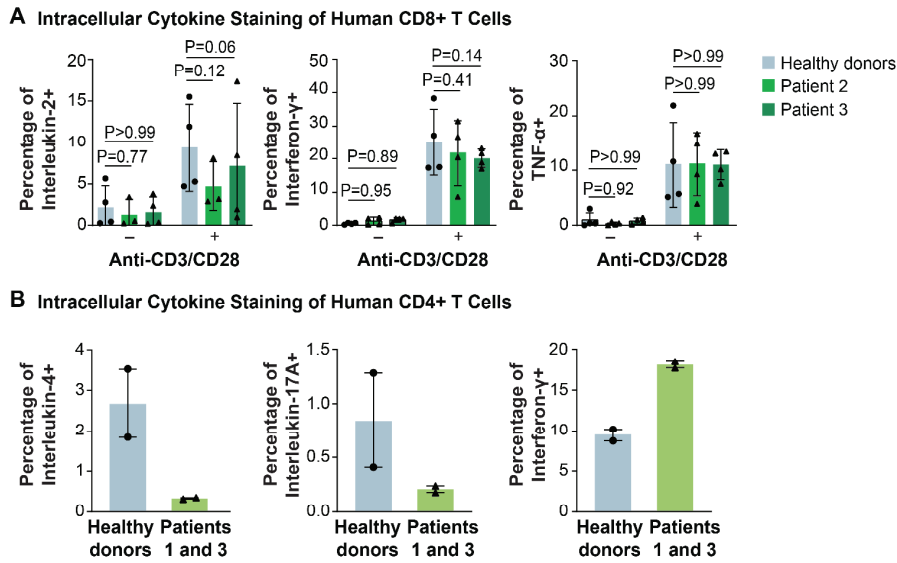 A Intracellular Cytokine Staining of Human CD8+ T Cells
Percentage of
Interleukin-2+
20
15
10
5
0
P=0.06
P=0.12
P>0.99
P=0.77
–
+
Anti-CD3/CD28
Percentage of
Interferon-γ+
50
40
30
20
10
0
P=0.14
P=0.41
P=0.89
P=0.95
–
+
Anti-CD3/CD28
Percentage of
TNF-α+
30
20
10
0
P>0.99
P>0.99
P>0.99
P=0.92
–
+
Anti-CD3/CD28
Healthy donors
Patient 2
Patient 3
B Intracellular Cytokine Staining of Human CD4+ T Cells
Percentage of
Interleukin-4+
4
3
2
1
0
Healthy
donors
Patients
1 and 3
Percentage of
Interleukin-17A+
1.5
1.0
0.5
0.0
Healthy
donors
Patients
1 and 3
Percentage of
Interferon-γ+
20
15
10
5
0
Healthy
donors
Patients
1 and 3